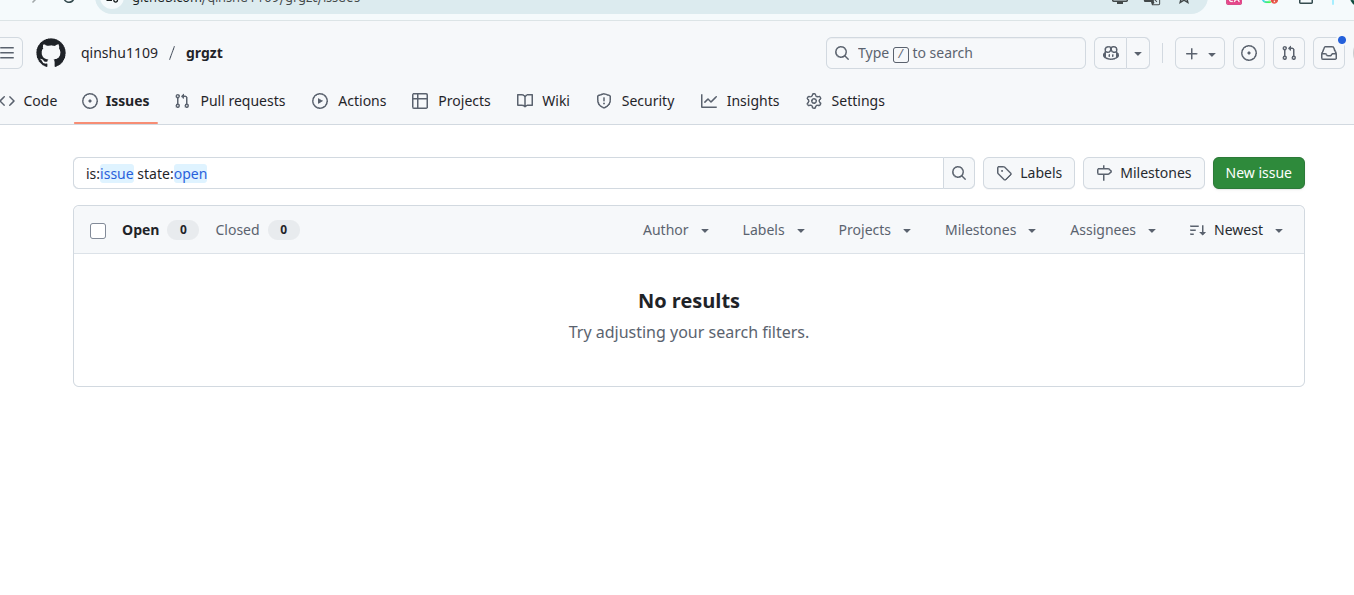 github.com/qinshu1109/grgzt/issues
qinshu1109 / grgzt
Type / to search
Code Issues Pull requests Actions Projects Wiki Security Insights Settings
is:issue state:open Labels Milestones New issue
Open 0 Closed 0 Author Labels Projects Milestones Assignees Newest
No results
Try adjusting your search filters.